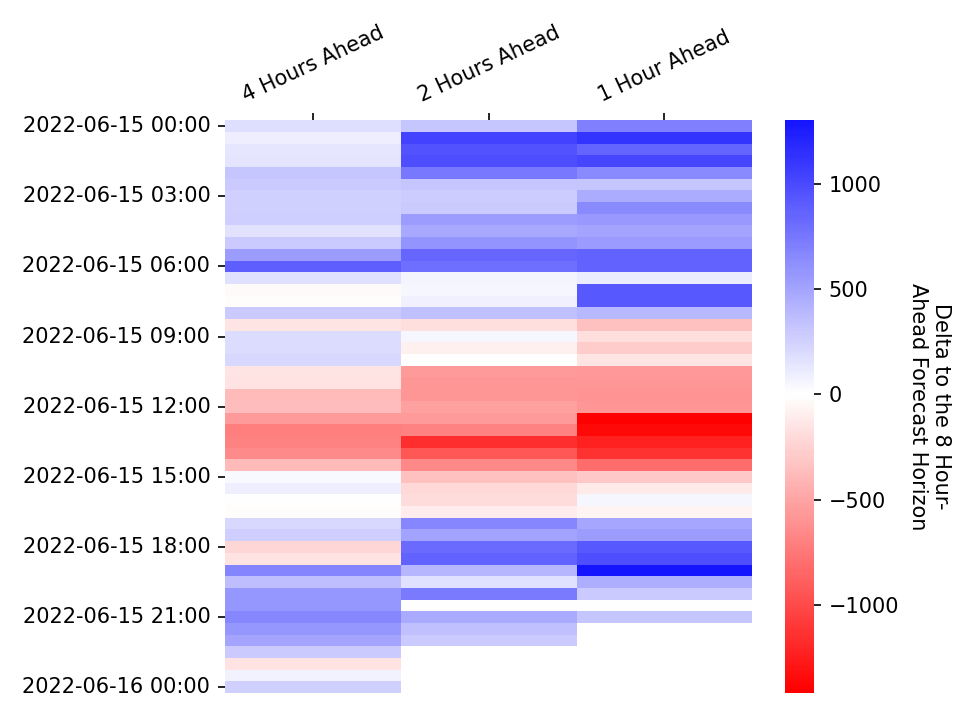 4 Hours Ahead
2 Hours Ahead
1 Hour Ahead
2022-06-15 00:00
2022-06-15 03:00
2022-06-15 06:00
2022-06-15 09:00
2022-06-15 12:00
2022-06-15 15:00
2022-06-15 18:00
2022-06-15 21:00
2022-06-16 00:00
1000
500
0
−500
−1000
Delta to the 8 Hour-
Ahead Forecast Horizon